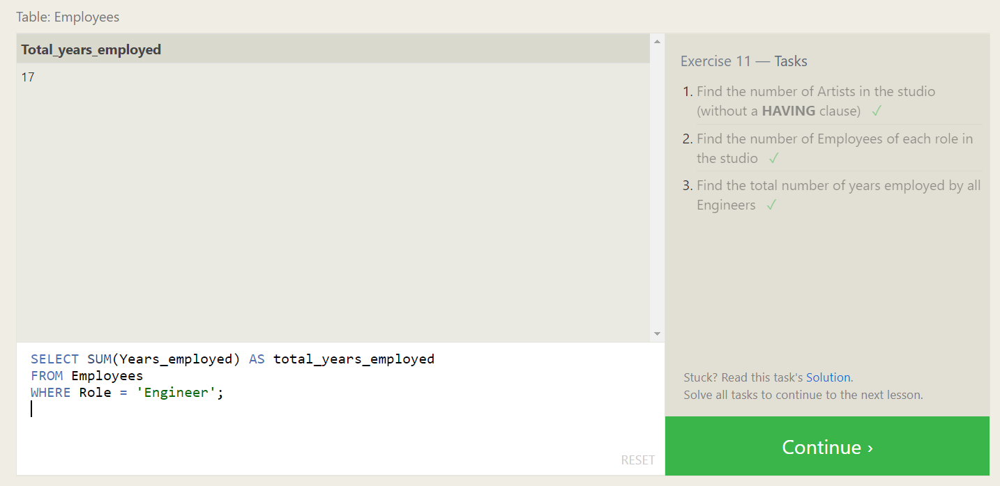 Table: Employees
Total_years_employed
17
SELECT SUM(Years_employed) AS total_years_employed
FROM Employees
WHERE Role = 'Engineer';
RESET
Exercise 11 — Tasks
1. Find the number of Artists in the studio
(without a HAVING clause) ✓
2. Find the number of Employees of each role in
the studio ✓
3. Find the total number of years employed by all
Engineers ✓
Stuck? Read this task's Solution.
Solve all tasks to continue to the next lesson.
Continue ›